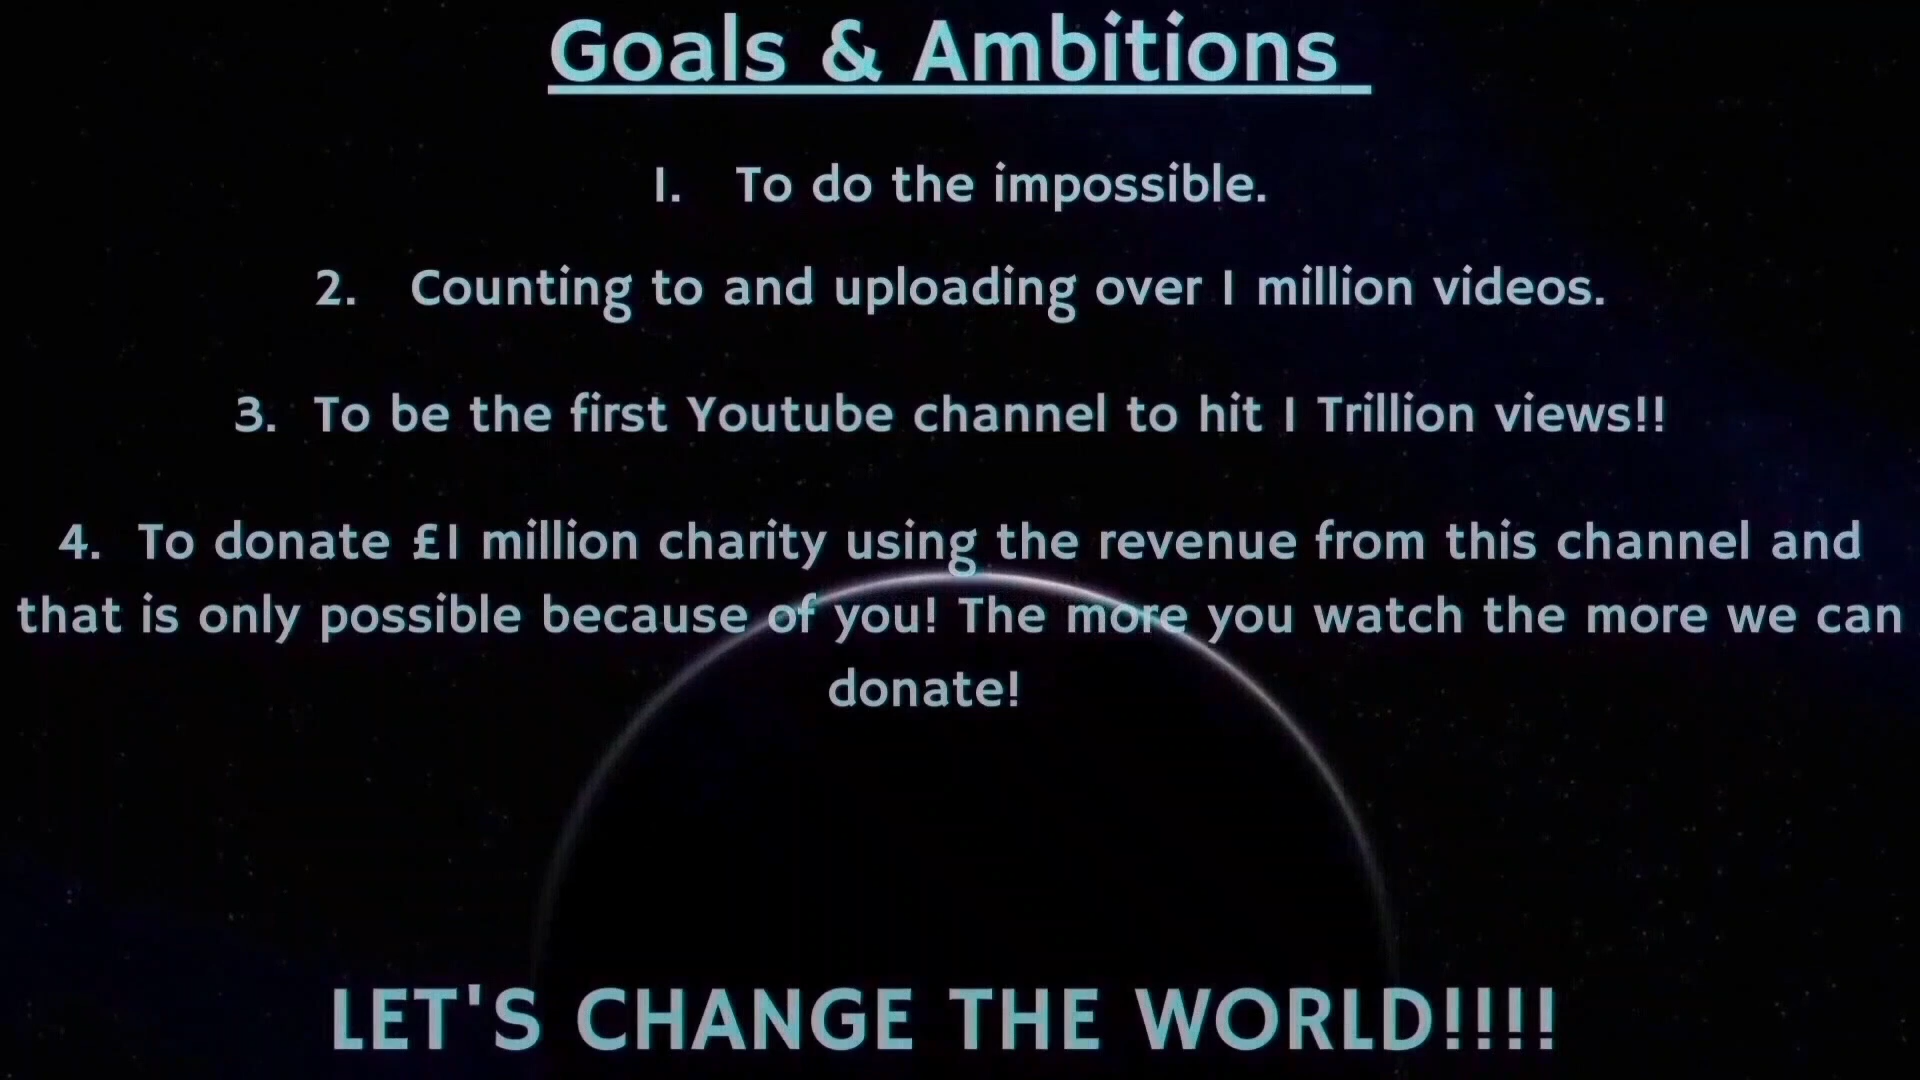 Goals & Ambitions
1. To do the impossible.
2. Counting to and uploading over 1 million videos.
3. To be the first Youtube channel to hit 1 Trillion views!!
4. To donate £1 million charity using the revenue from this channel and
that is only possible because of you! The more you watch the more we can
donate!
LET'S CHANGE THE WORLD!!!!